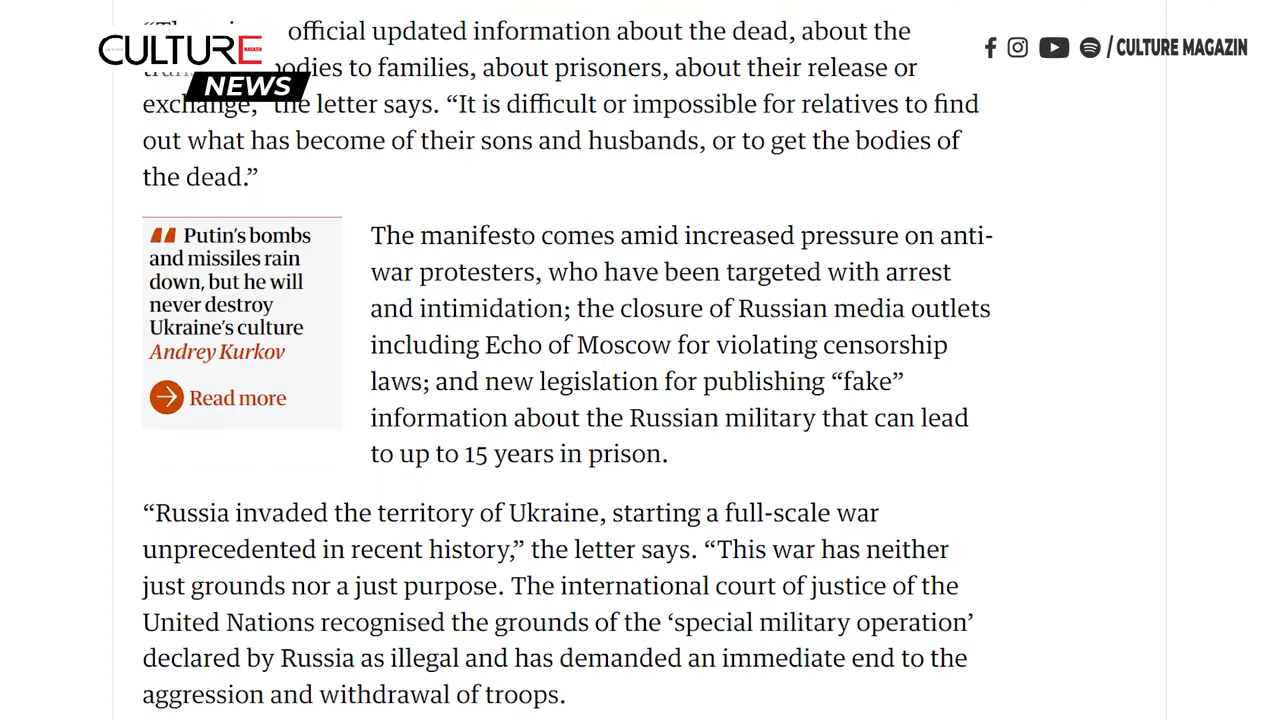 official updated information about the dead, about the
CULTURE
MAGAZIN
NEWS
/ CULTURE MAGAZIN
bodies to families, about prisoners, about their release or
exchange,” the letter says. “It is difficult or impossible for relatives to find
out what has become of their sons and husbands, or to get the bodies of
the dead.”
Putin’s bombs
and missiles rain
down, but he will
never destroy
Ukraine’s culture
Andrey Kurkov
Read more
The manifesto comes amid increased pressure on anti-
war protesters, who have been targeted with arrest
and intimidation; the closure of Russian media outlets
including Echo of Moscow for violating censorship
laws; and new legislation for publishing “fake”
information about the Russian military that can lead
to up to 15 years in prison.
“Russia invaded the territory of Ukraine, starting a full-scale war
unprecedented in recent history,” the letter says. “This war has neither
just grounds nor a just purpose. The international court of justice of the
United Nations recognised the grounds of the ‘special military operation’
declared by Russia as illegal and has demanded an immediate end to the
aggression and withdrawal of troops.